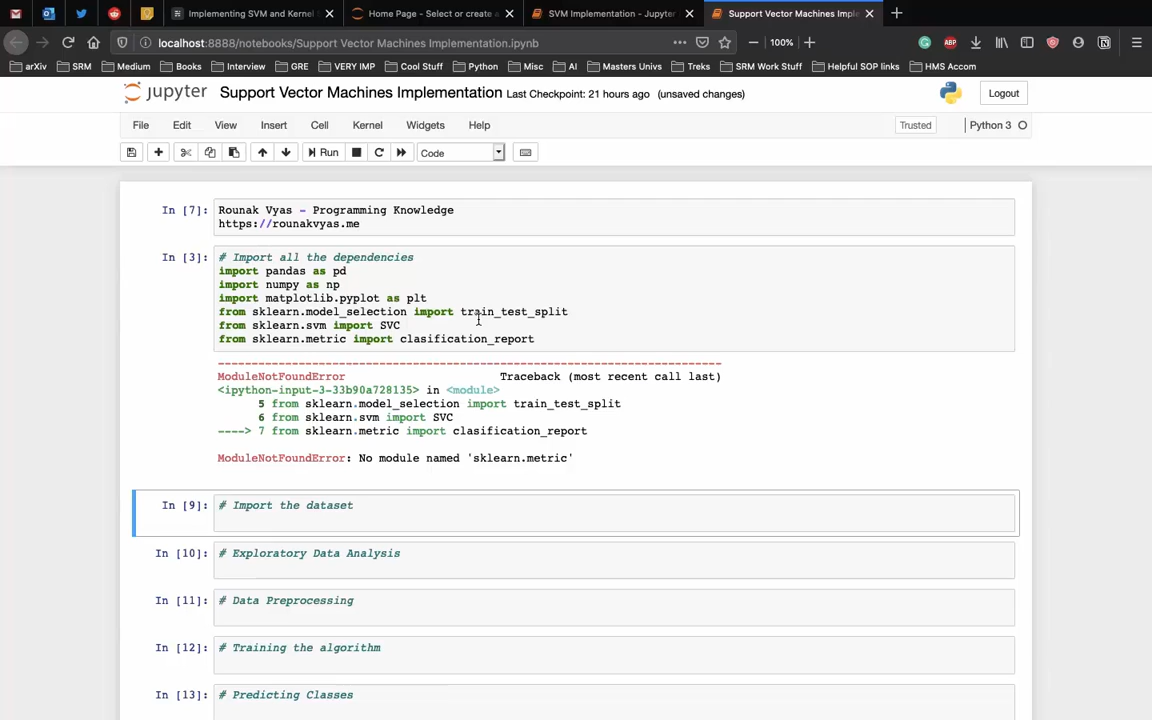 Implementing SVM and Kernel
Home Page - Select or create a
SVM Implementation - Jupyter
Support Vector Machines Imple
localhost:8888/notebooks/Support Vector Machines Implementation.ipynb
100%
ABP
arXiv
SRM
Medium
Books
Interview
GRE
VERY IMP
Cool Stuff
Python
Misc
AI
Masters Univs
Treks
SRM Work Stuff
Helpful SOP links
HMS Accom
jupyter
Support Vector Machines Implementation Last Checkpoint: 21 hours ago (unsaved changes)
Logout
File Edit View Insert Cell Kernel Widgets Help
Trusted
Python 3
Run
Code
In [7]: Rounak Vyas - Programming Knowledge
https://rounakvyas.me
In [3]: # Import all the dependencies
import pandas as pd
import numpy as np
import matplotlib.pyplot as plt
from sklearn.model_selection import train_test_split
from sklearn.svm import SVC
from sklearn.metric import clasification_report
---------------------------------------------------------------------------
ModuleNotFoundError Traceback (most recent call last)
<ipython-input-3-33b90a728135> in <module>
5 from sklearn.model_selection import train_test_split
6 from sklearn.svm import SVC
----> 7 from sklearn.metric import clasification_report
ModuleNotFoundError: No module named 'sklearn.metric'
In [9]: # Import the dataset
In [10]: # Exploratory Data Analysis
In [11]: # Data Preprocessing
In [12]: # Training the algorithm
In [13]: # Predicting Classes